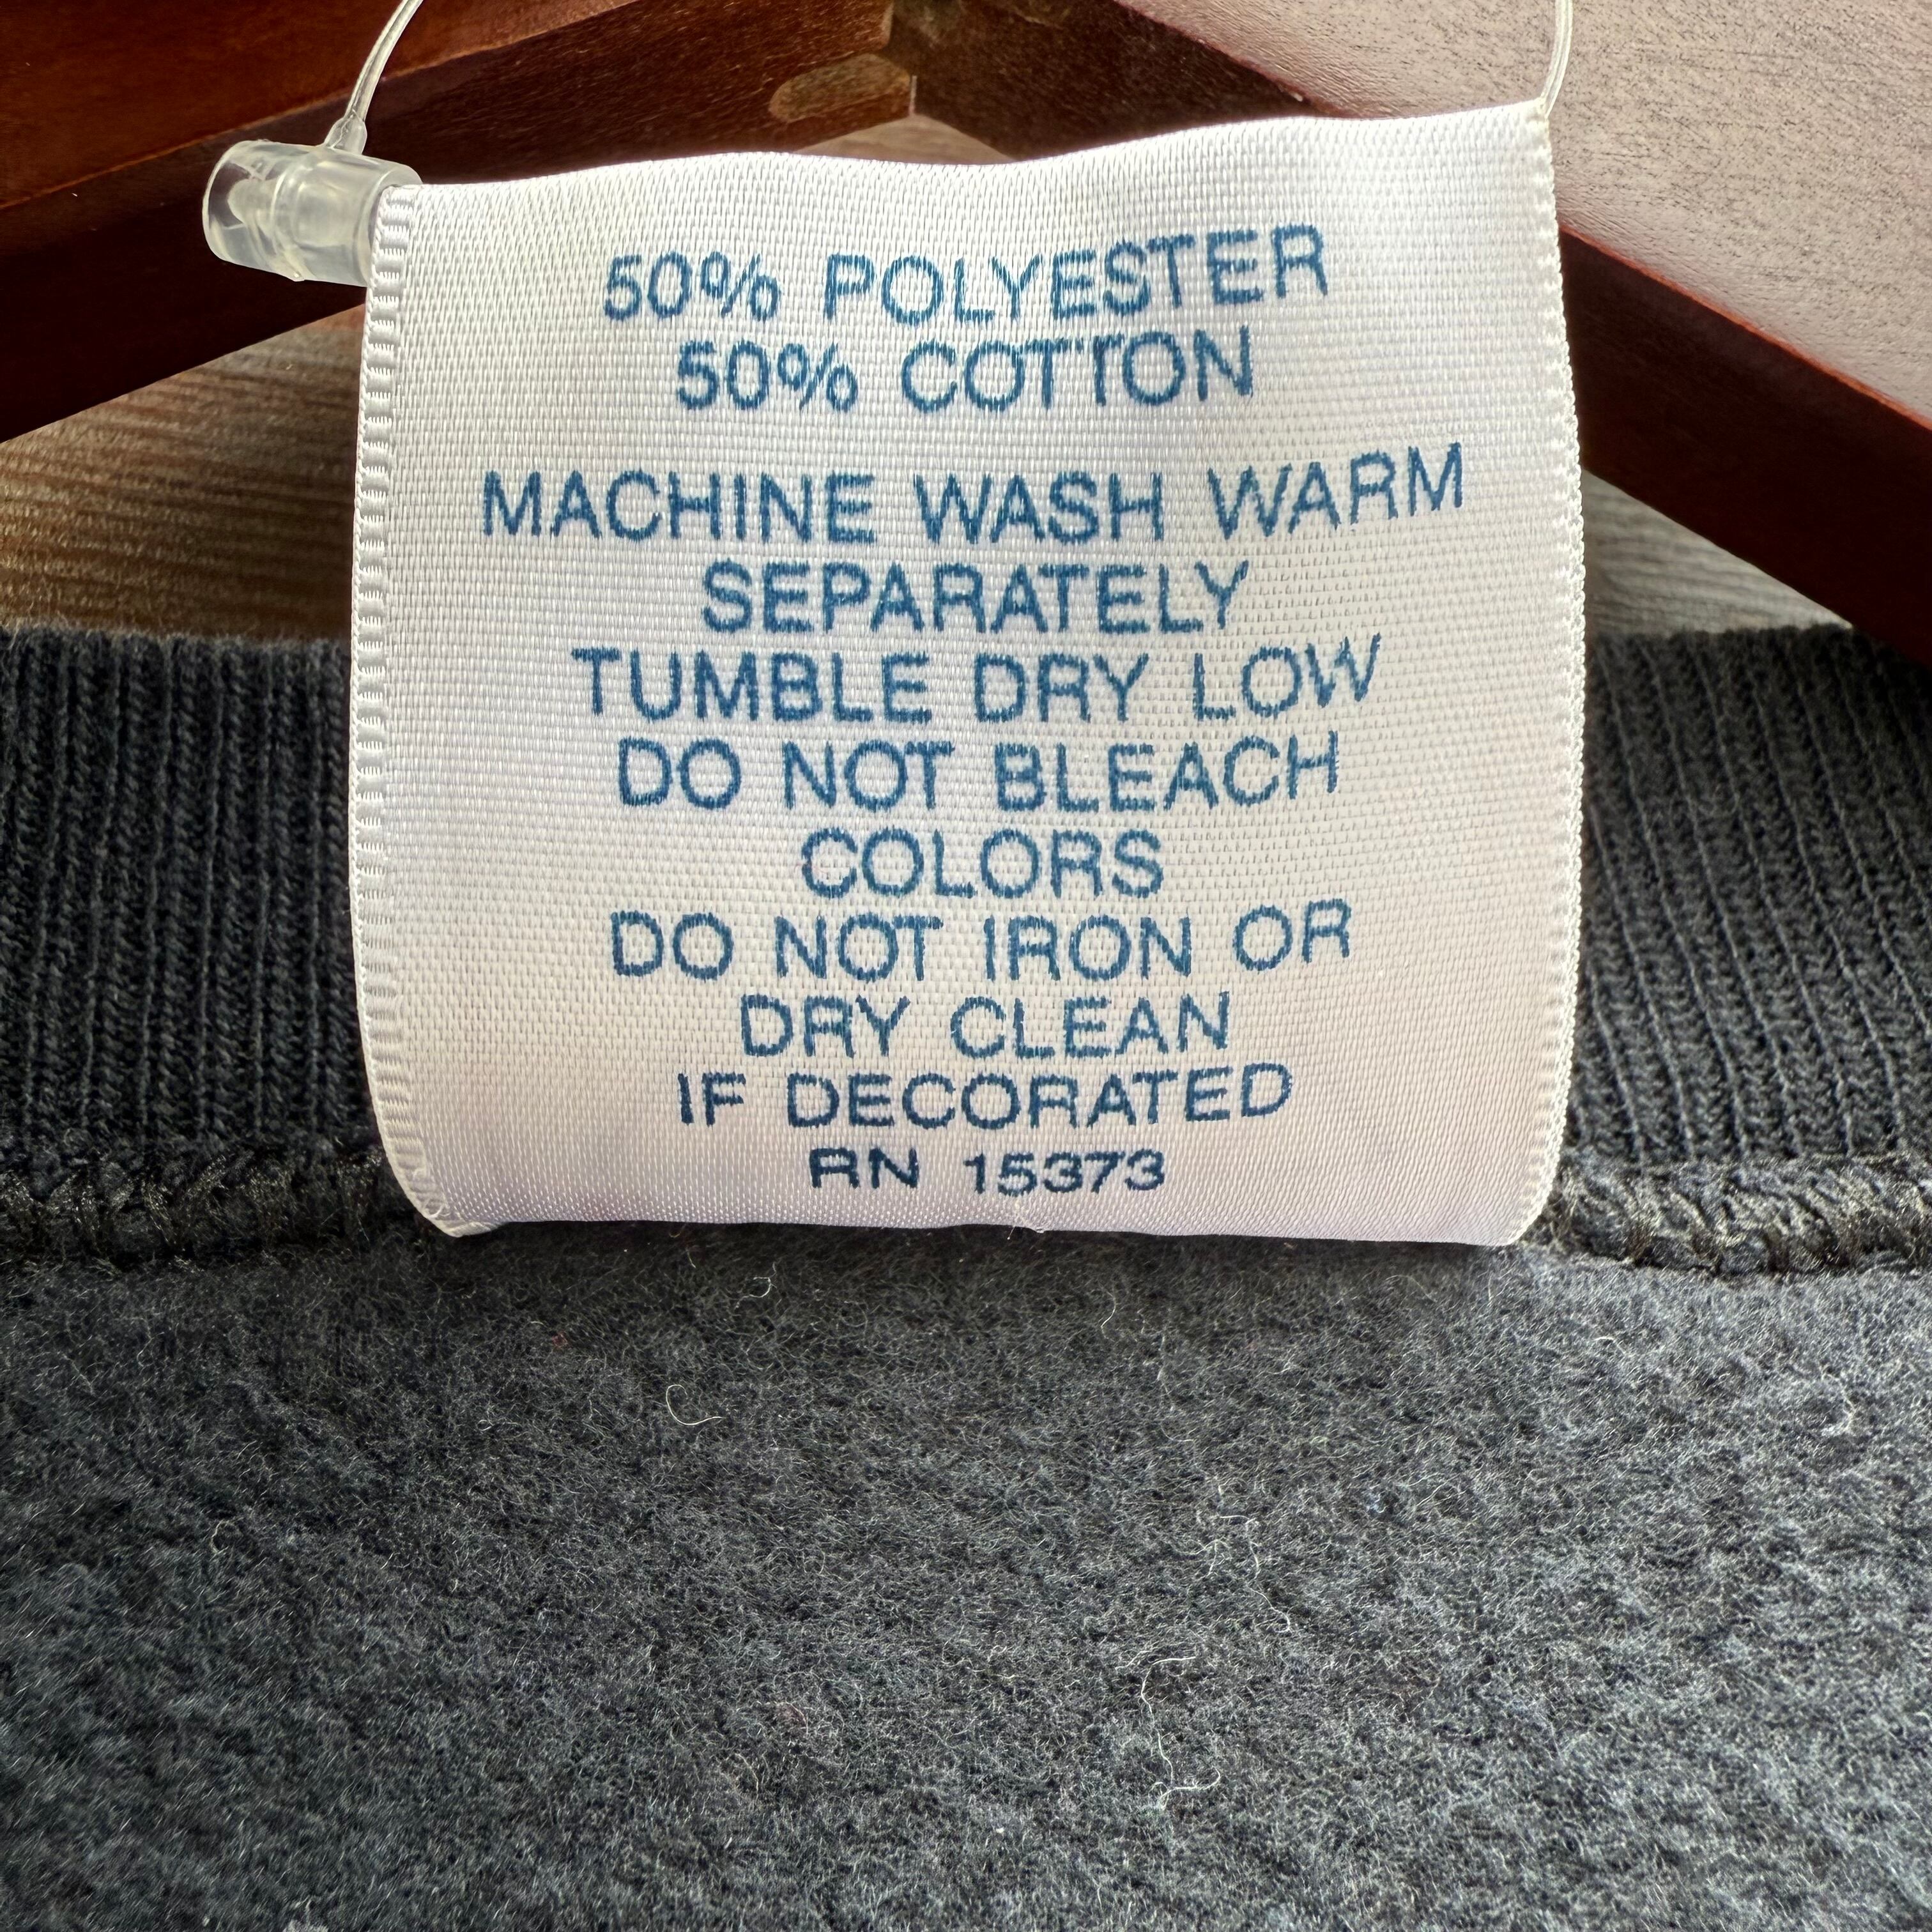 50% POLYESTER
50% COTTON
MACHINE WASH WARM
SEPARATELY
TUMBLE DRY LOW
DO NOT BLEACH
COLORS
DO NOT IRON OR
DRY CLEAN
IF DECORATED
RN 15373